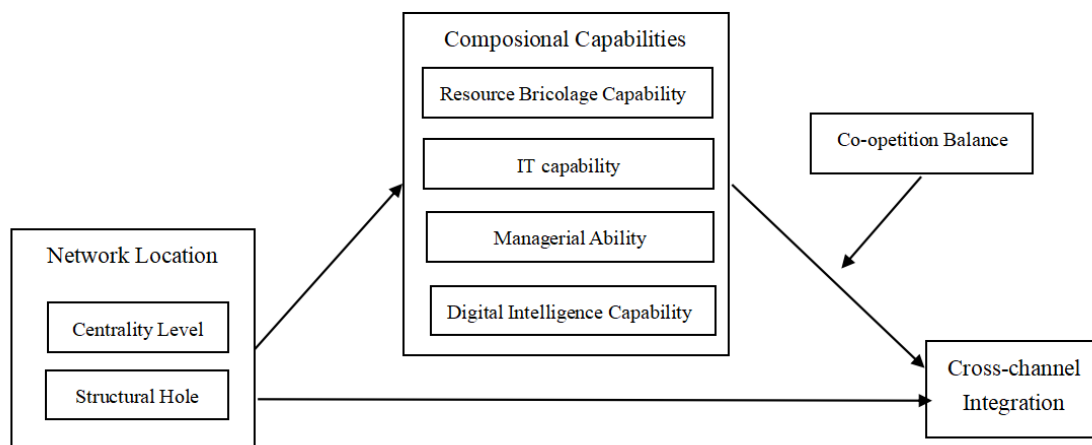 Composional Capabilities
Resource Bricolage Capability
IT capability
Managerial Ability
Digital Intelligence Capability
Co-opetition Balance
Network Location
Centrality Level
Structural Hole
Cross-channel
Integration